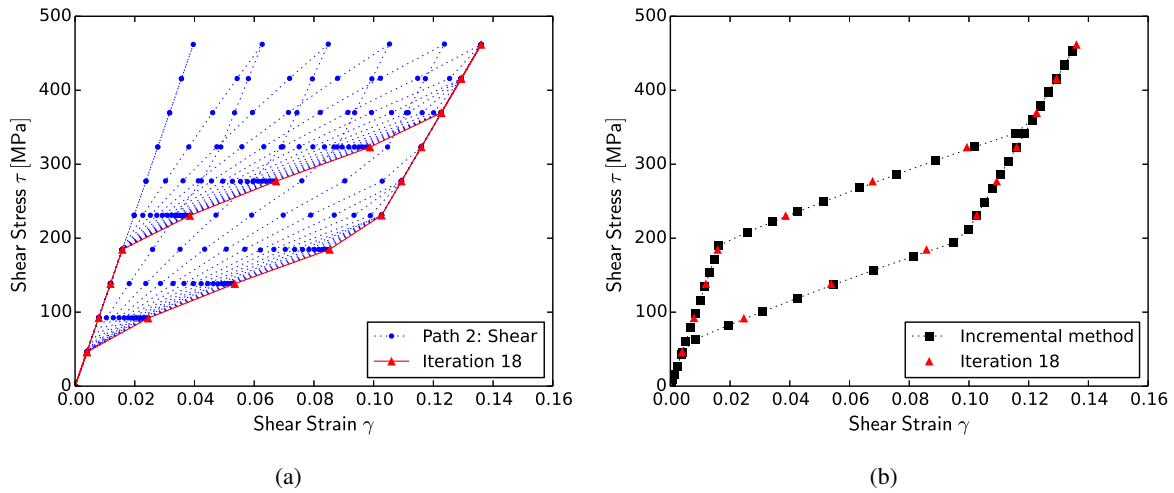 500
400
300
200
100
0
0.00 0.02 0.04 0.06 0.08 0.10 0.12 0.14 0.16
Shear Stress τ [MPa]
Shear Strain γ
Path 2: Shear
Iteration 18
(a)
500
400
300
200
100
0
0.00 0.02 0.04 0.06 0.08 0.10 0.12 0.14 0.16
Shear Stress τ [MPa]
Shear Strain γ
Incremental method
Iteration 18
(b)